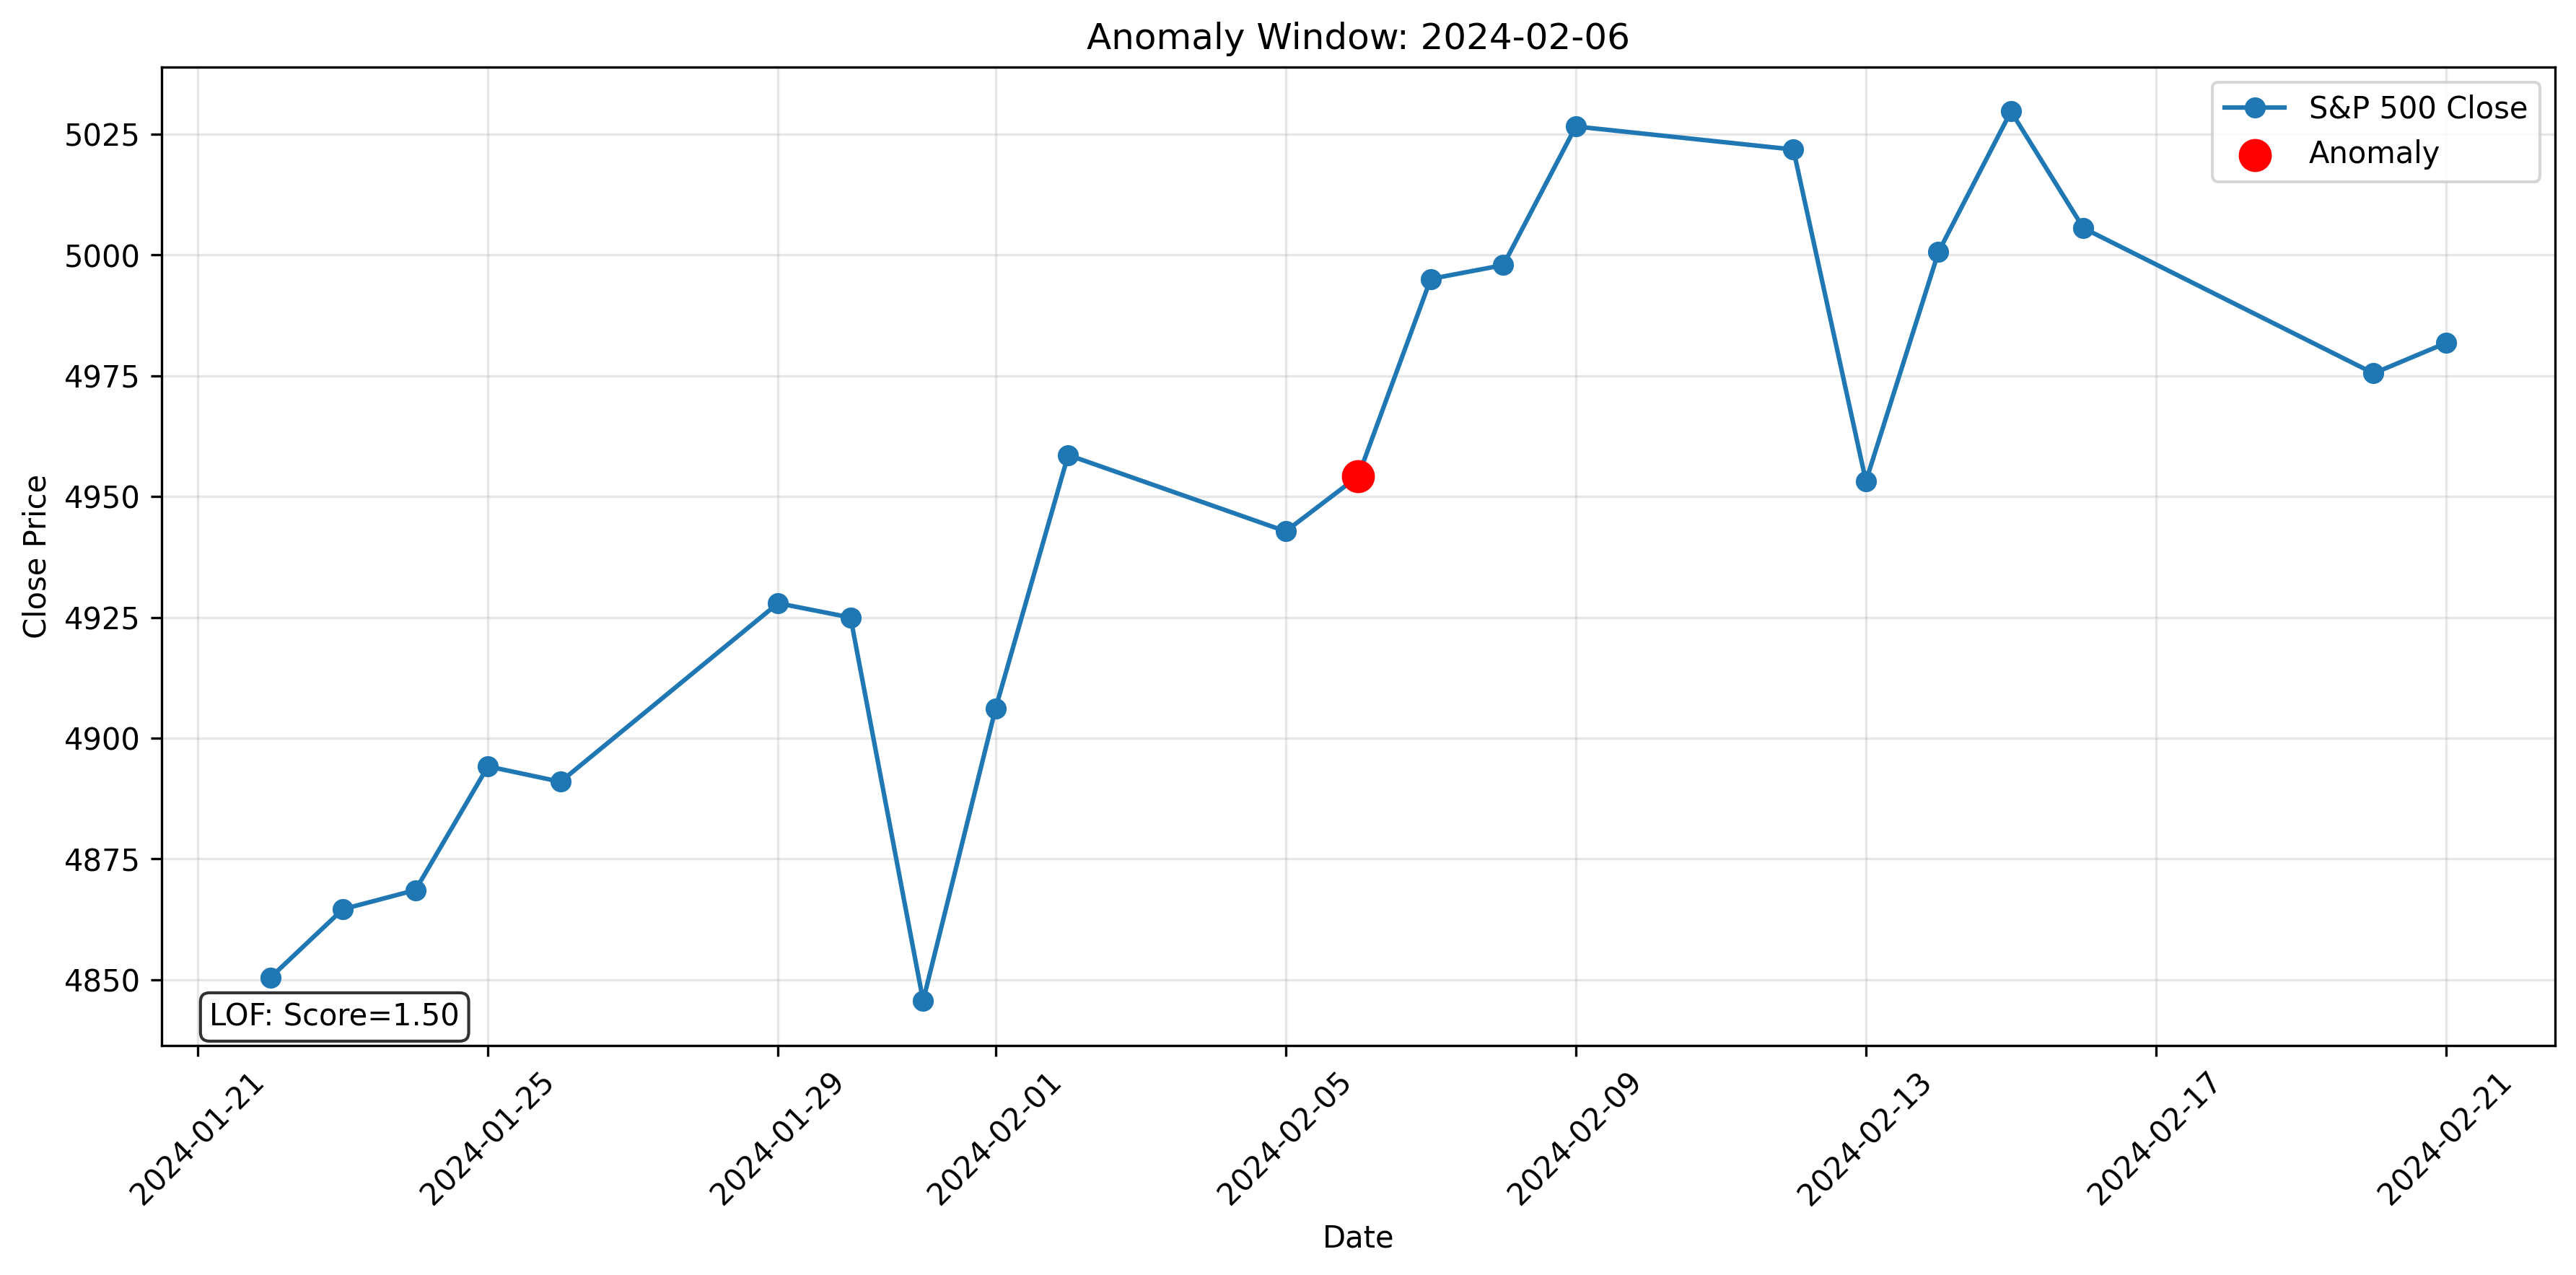 Anomaly Window: 2024-02-06
S&P 500 Close
Anomaly
Close Price
5025
5000
4975
4950
4925
4900
4875
4850
LOF: Score=1.50
2024-01-21
2024-01-25
2024-01-29
2024-02-01
2024-02-05
2024-02-09
2024-02-13
2024-02-17
2024-02-21
Date